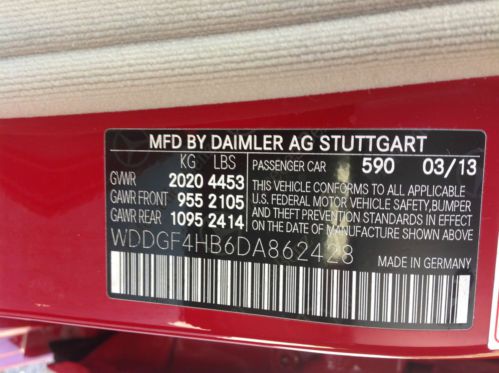 MFD BY DAIMLER AG STUTTGART
KG LBS
GVWR 2020 4453
GAWR FRONT 955 2105
GAWR REAR 1095 2414
PASSENGER CAR 590 03/13
THIS VEHICLE CONFORMS TO ALL APPLICABLE
U.S. FEDERAL MOTOR VEHICLE SAFETY, BUMPER
AND THEFT PREVENTION STANDARDS IN EFFECT
ON THE DATE OF MANUFACTURE SHOWN ABOVE
WDDGF4HB6DA862428
MADE IN GERMANY